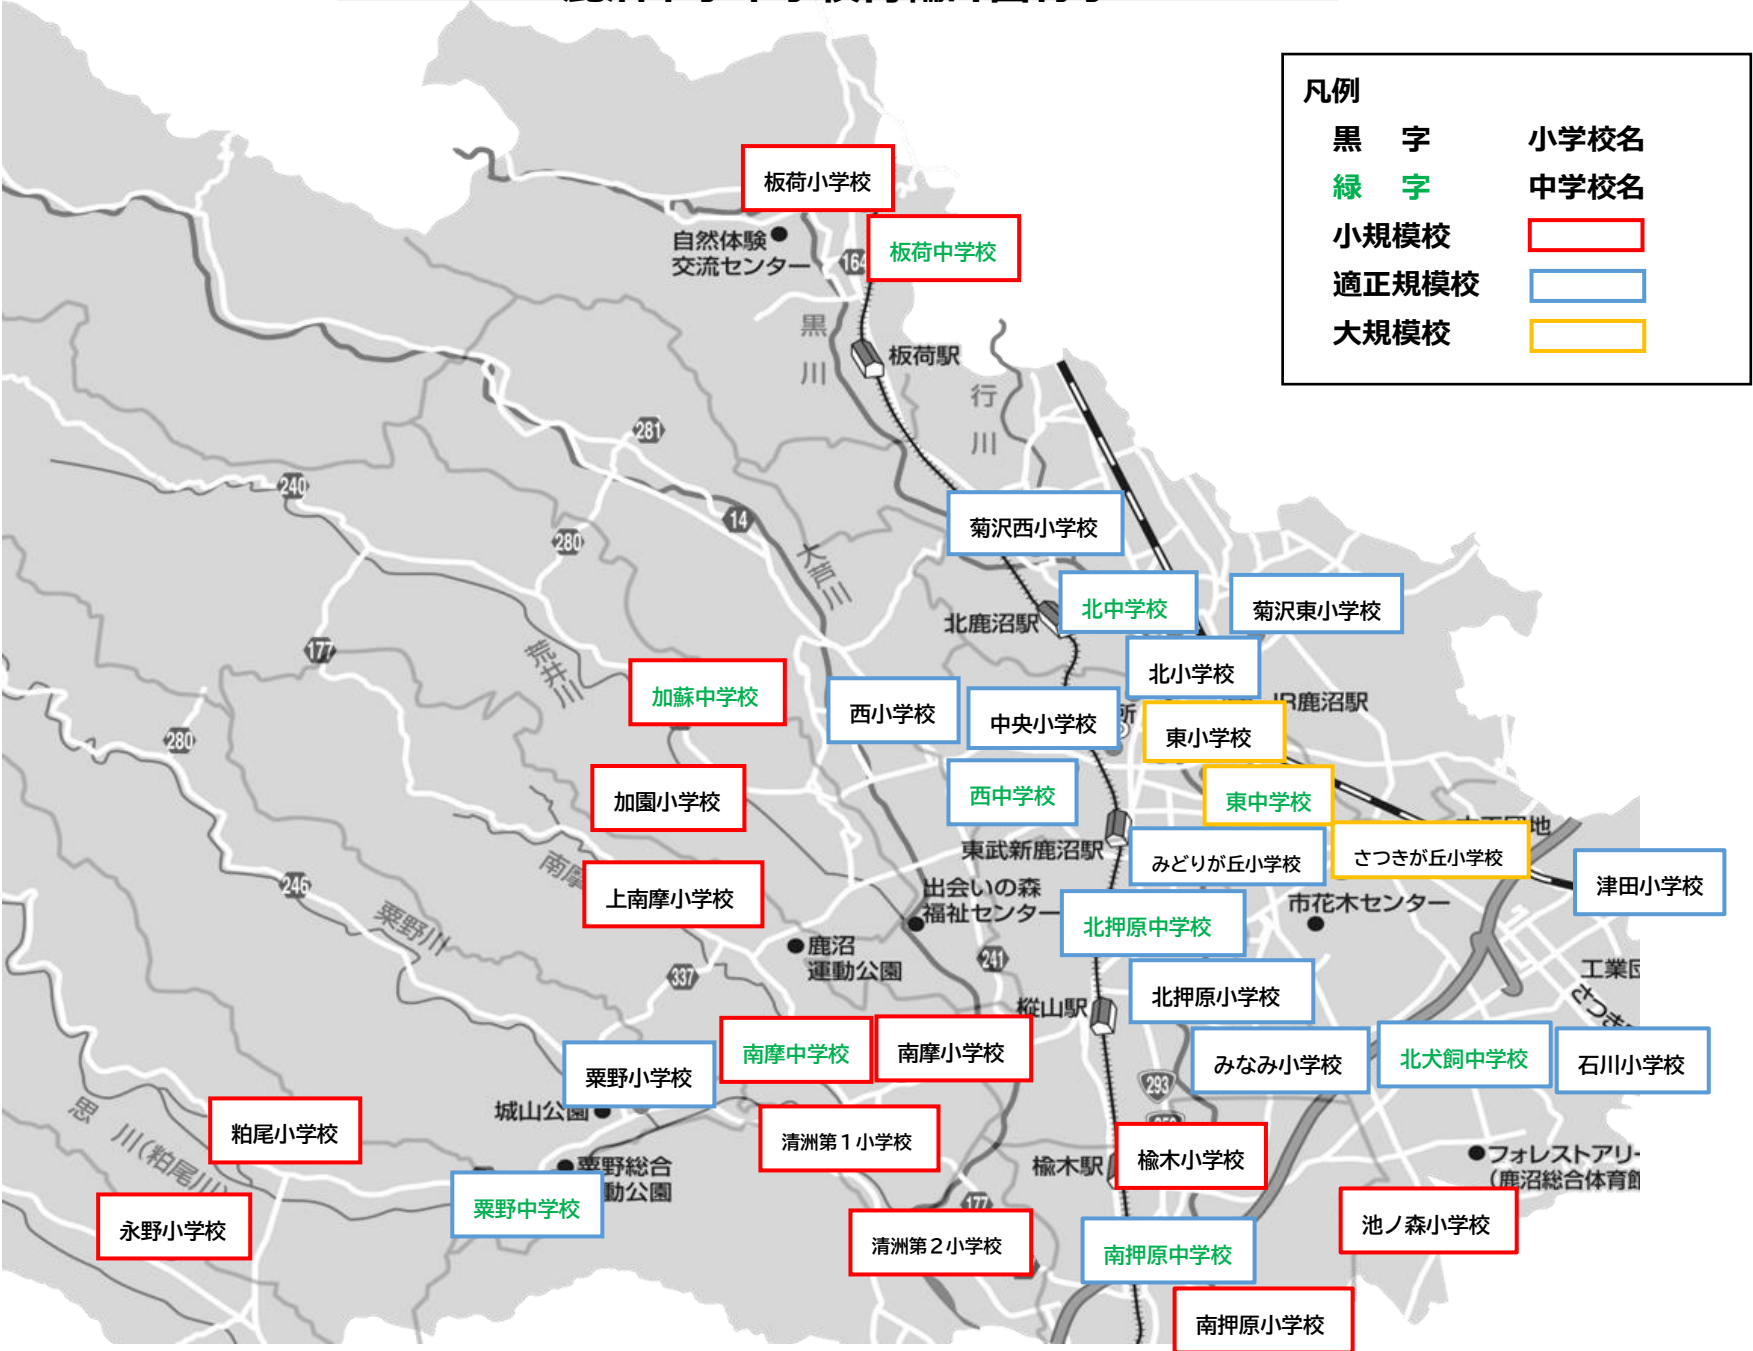 凡例
黒 字 小学校名
緑 字 中学校名
小規模校
適正規模校
大規模校
板荷小学校
自然体験
交流センター
164
板荷中学校
黒川
板荷駅
行川
281
240
14
280
大芦川
菊沢西小学校
北鹿沼駅
北中学校
菊沢東小学校
177
荒井川
北小学校
加蘇中学校
西小学校
中央小学校
所
JR鹿沼駅
東小学校
280
加園小学校
西中学校
東中学校
東武新鹿沼駅
みどりが丘小学校
さつきが丘小学校
津田小学校
南摩
246
上南摩小学校
出会いの森
福祉センター
市花木センター
粟野川
北押原中学校
鹿沼
運動公園
241
337
工業団
北押原小学校
樅山駅
さつき
粟野小学校
南摩中学校
南摩小学校
みなみ小学校
北犬飼中学校
石川小学校
293
城山公園
思川(粕尾川)
粕尾小学校
清洲第1小学校
粟野総合
動公園
楡木駅
楡木小学校
フォレストアリー
(鹿沼総合体育館
永野小学校
粟野中学校
177
池ノ森小学校
清洲第2小学校
南押原中学校
南押原小学校